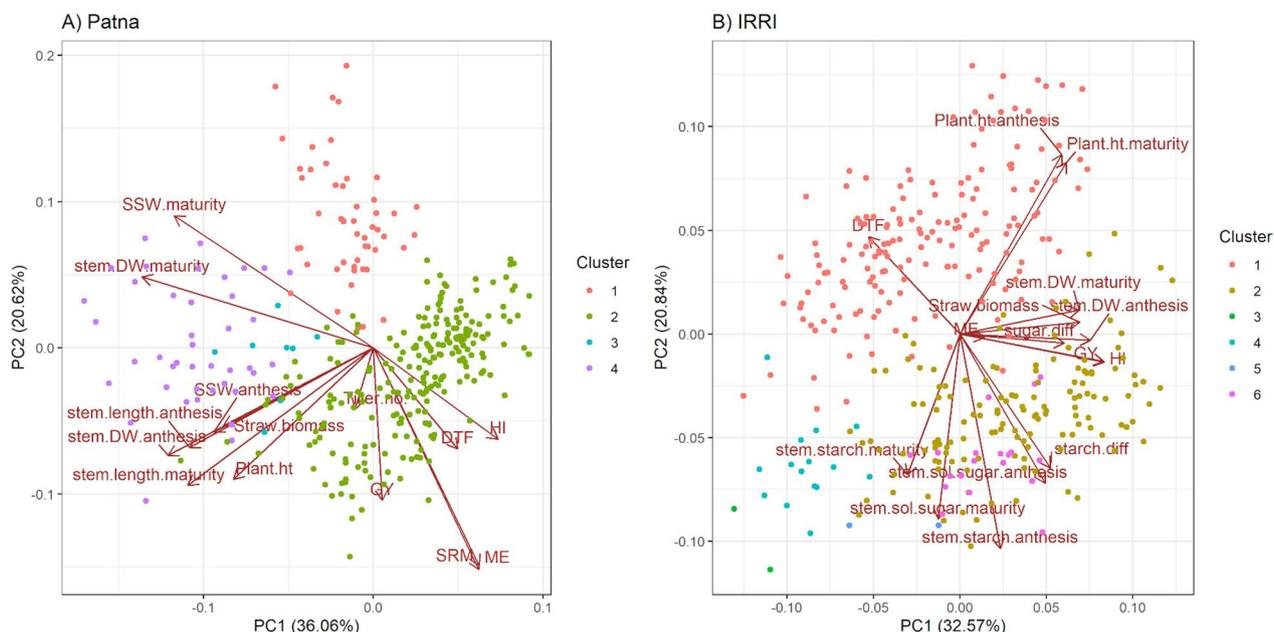 A) Patna
PC2 (20.62%)
0.2
0.1
0.0
-0.1
SSW.maturity
stem.DW.maturity
SSW.anthesis
Tiller.no
stem.length.anthesis
Straw.biomass
stem.DW.anthesis
DTF
HI
stem.length.maturity
Plant.ht
GY
SRM
ME
-0.1
0.0
0.1
PC1 (36.06%)
Cluster
1
2
3
4
B) IRRI
PC2 (20.84%)
0.10
0.05
0.00
-0.05
-0.10
Plant.ht.anthesis
Plant.ht.maturity
DTF
stem.DW.maturity
Straw.biomass
stem.DW.anthesis
ME
sugar.diff
GY
HI
stem.starch.maturity
starch.diff
stem.sol.sugar.anthesis
stem.sol.sugar.maturity
stem.starch.anthesis
-0.10
-0.05
0.00
0.05
0.10
PC1 (32.57%)
Cluster
1
2
3
4
5
6